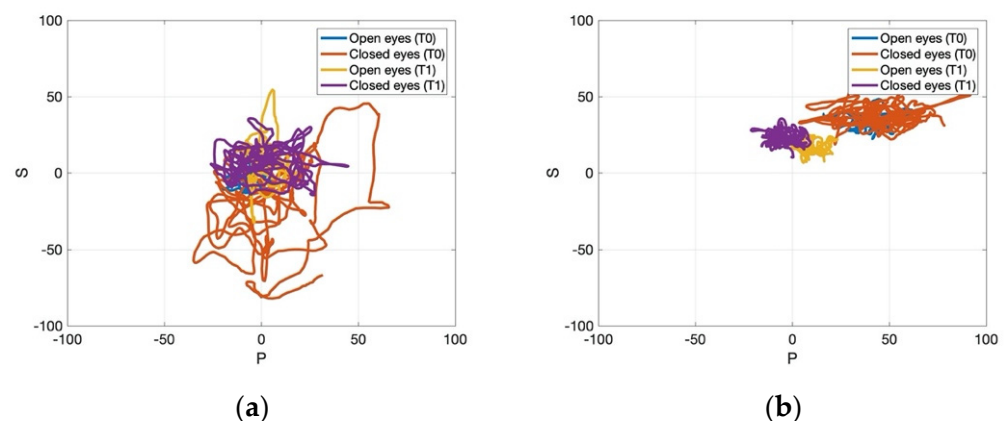 100
50
0
-50
-100
S
-100
-50
0
50
100
P
Open eyes (T0)
Closed eyes (T0)
Open eyes (T1)
Closed eyes (T1)
(a)
100
50
0
-50
-100
S
-100
-50
0
50
100
P
Open eyes (T0)
Closed eyes (T0)
Open eyes (T1)
Closed eyes (T1)
(b)